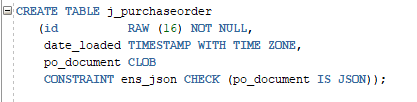 CREATE TABLE j_purchaseorder
(id RAW (16) NOT NULL,
date_loaded TIMESTAMP WITH TIME ZONE,
po_document CLOB
CONSTRAINT ens_json CHECK (po_document IS JSON));